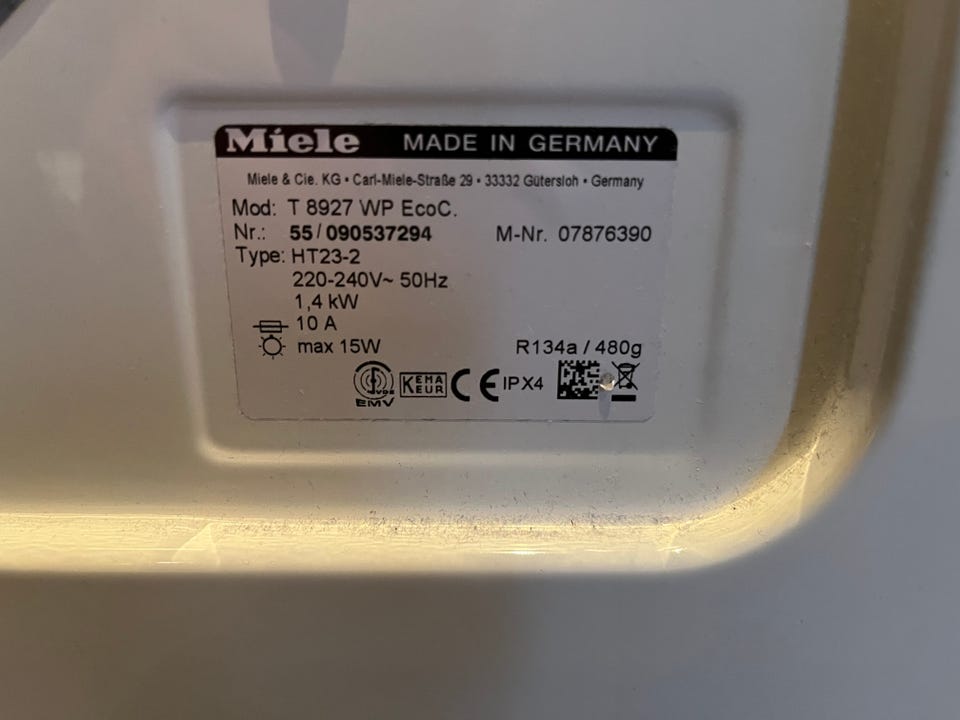 Miele MADE IN GERMANY
Miele & Cie. KG • Carl-Miele-Straße 29 • 33332 Gütersloh • Germany
Mod: T 8927 WP EcoC.
Nr.: 55/090537294 M-Nr. 07876390
Type: HT23-2
220-240V~ 50Hz
1,4 kW
10 A
max 15W R134a / 480g
VDE KEMA KEUR CE IPX4
EMV